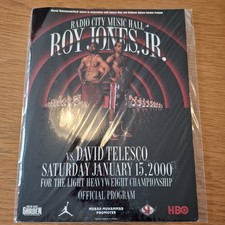 RADIO CITY MUSIC HALL
ROY JONES, JR.
VS. DAVID TELESCO
SATURDAY JANUARY 15, 2000
FOR THE LIGHT HEAVYWEIGHT CHAMPIONSHIP
OFFICIAL PROGRAM
GARDEN
MURAD MUHAMMAD
PROMOTER
HBO